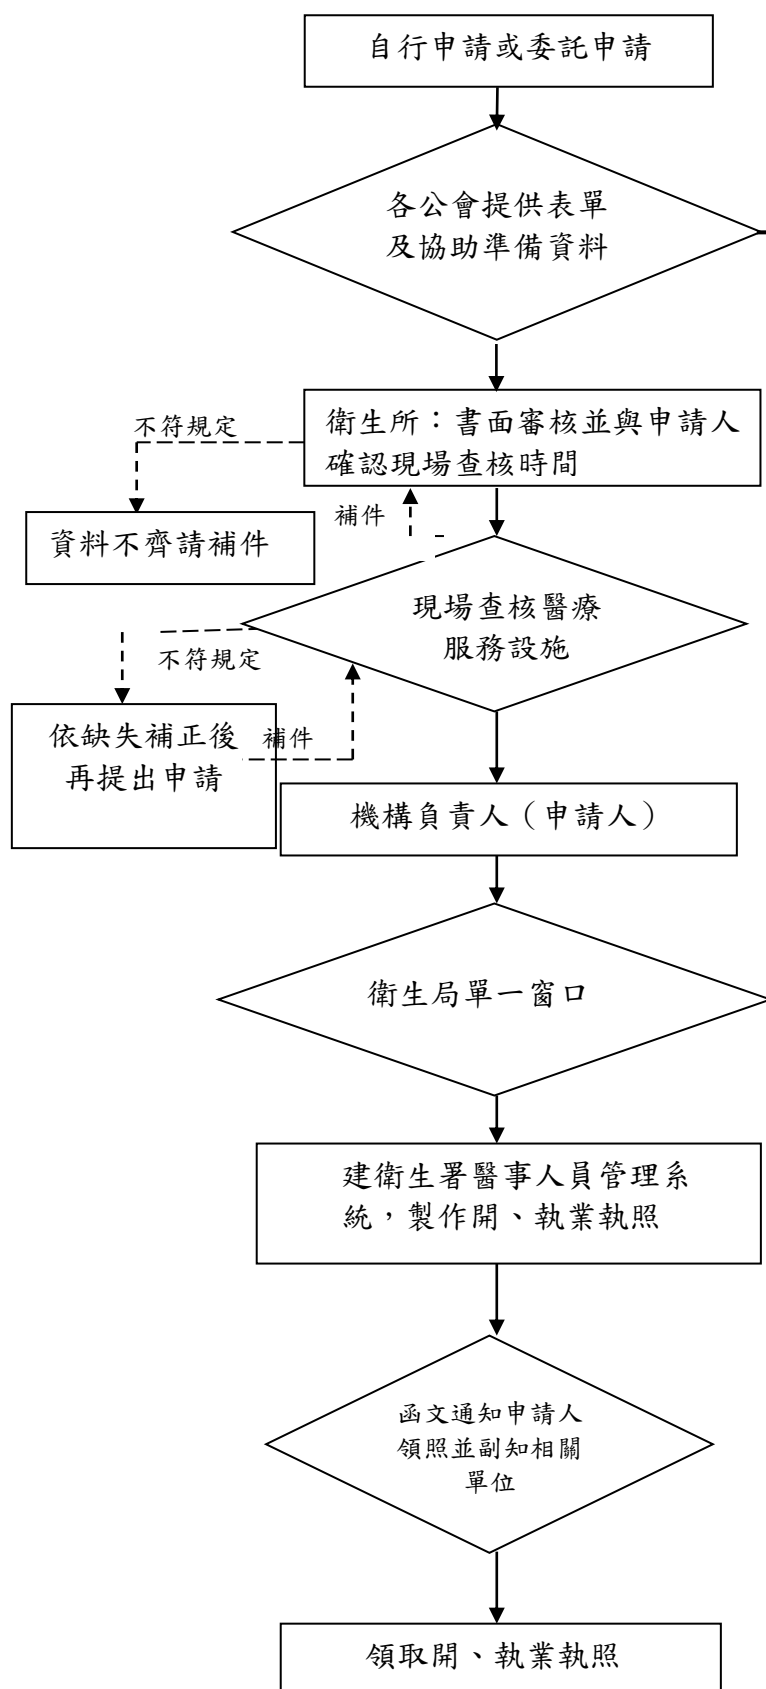 自行申請或委託申請
各公會提供表單
及協助準備資料
不符規定
衛生所：書面審核並與申請人
確認現場查核時間
補件
資料不齊請補件
現場查核醫療
服務設施
不符規定
依缺失補正後
再提出申請
補件
機構負責人（申請人）
衛生局單一窗口
建衛生署醫事人員管理系
統，製作開、執業執照
函文通知申請人
領照並副知相關
單位
領取開、執業執照